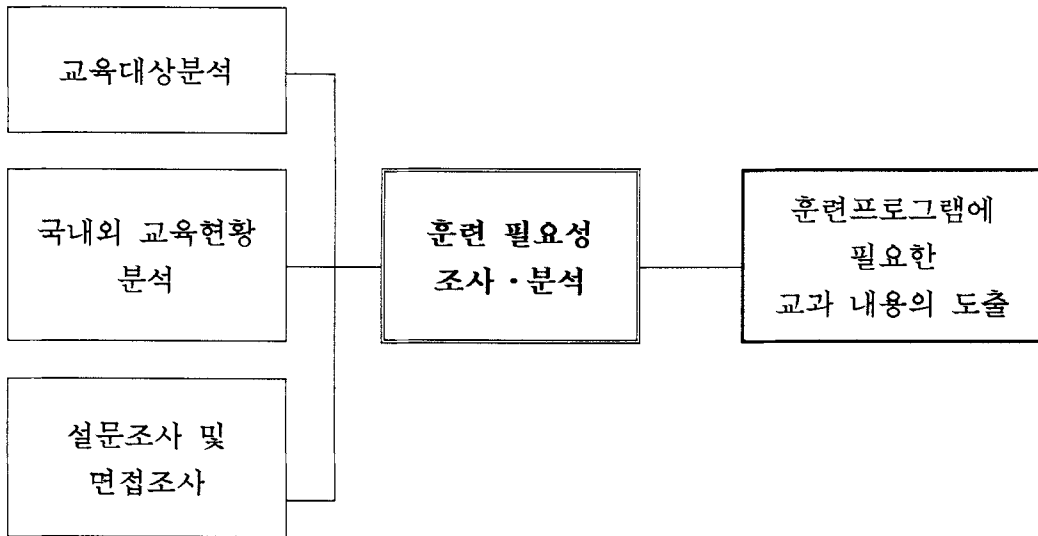 교육대상분석
국내외 교육현황
분석
설문조사 및
면접조사
훈련 필요성
조사·분석
훈련프로그램에
필요한
교과 내용의 도출